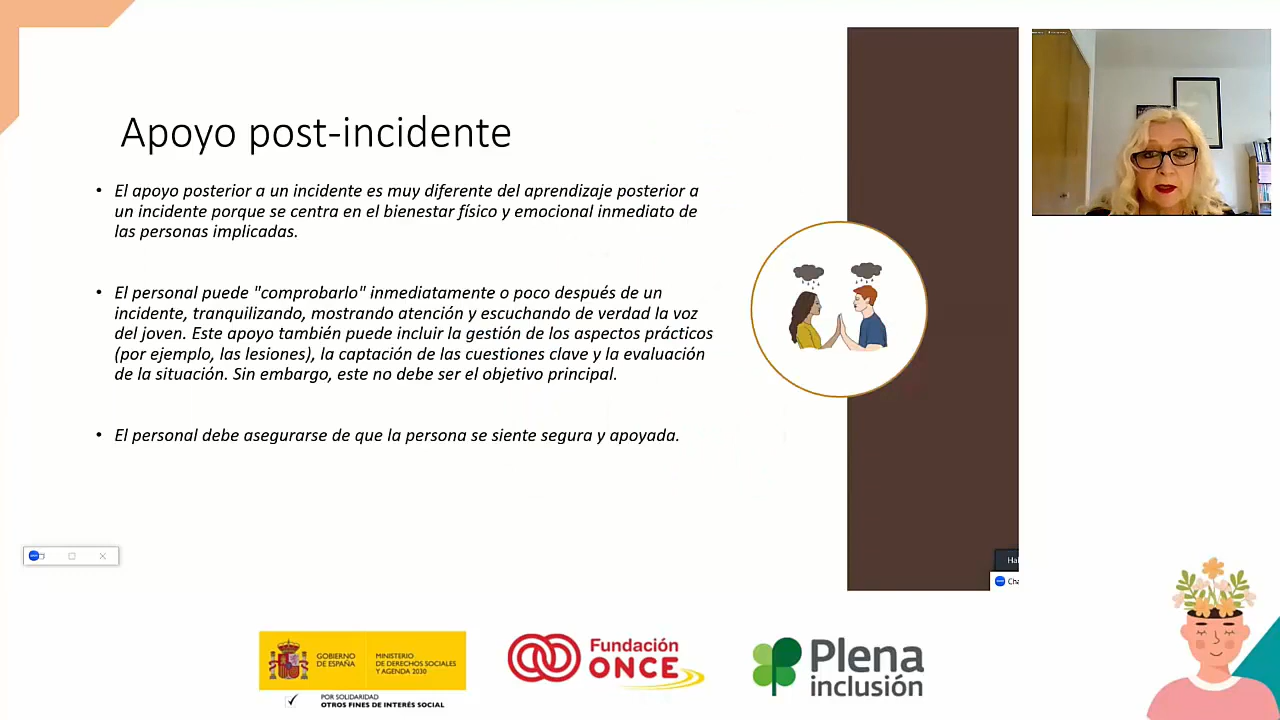 Apoyo post-incidente
• El apoyo posterior a un incidente es muy diferente del aprendizaje posterior a
un incidente porque se centra en el bienestar físico y emocional inmediato de
las personas implicadas.
• El personal puede "comprobarlo" inmediatamente o poco después de un
incidente, tranquilizando, mostrando atención y escuchando de verdad la voz
del joven. Este apoyo también puede incluir la gestión de los aspectos prácticos
(por ejemplo, las lesiones), la captación de las cuestiones clave y la evaluación
de la situación. Sin embargo, este no debe ser el objetivo principal.
• El personal debe asegurarse de que la persona se siente segura y apoyada.
Hal
Cha
GOBIERNO
DE ESPAÑA
MINISTERIO
DE DERECHOS SOCIALES
Y AGENDA 2030
POR SOLIDARIDAD
OTROS FINES DE INTERÉS SOCIAL
Fundación
ONCE
Plena
inclusión